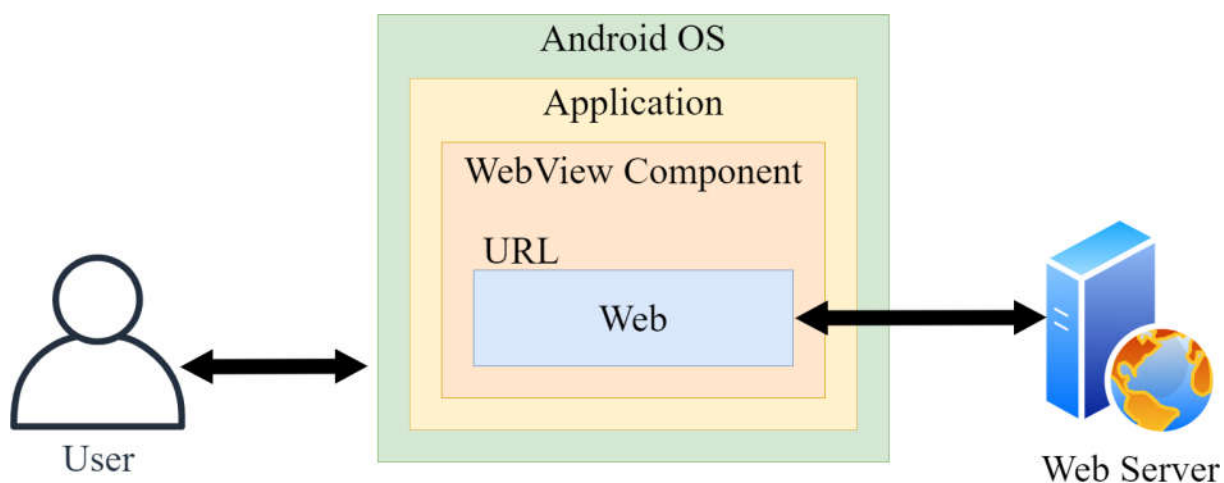 Android OS
Application
WebView Component
URL
Web
User
Web Server